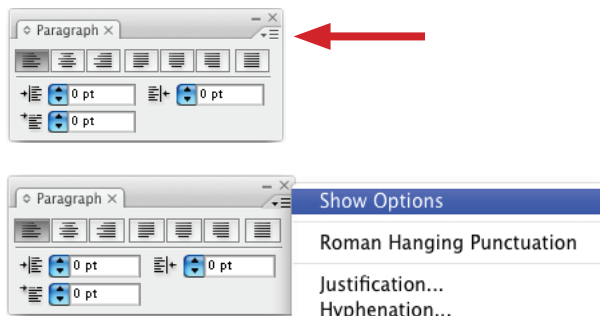 Paragraph
0 pt 0 pt
0 pt
Paragraph
0 pt 0 pt
0 pt
Show Options
Roman Hanging Punctuation
Justification...
Hyphenation...